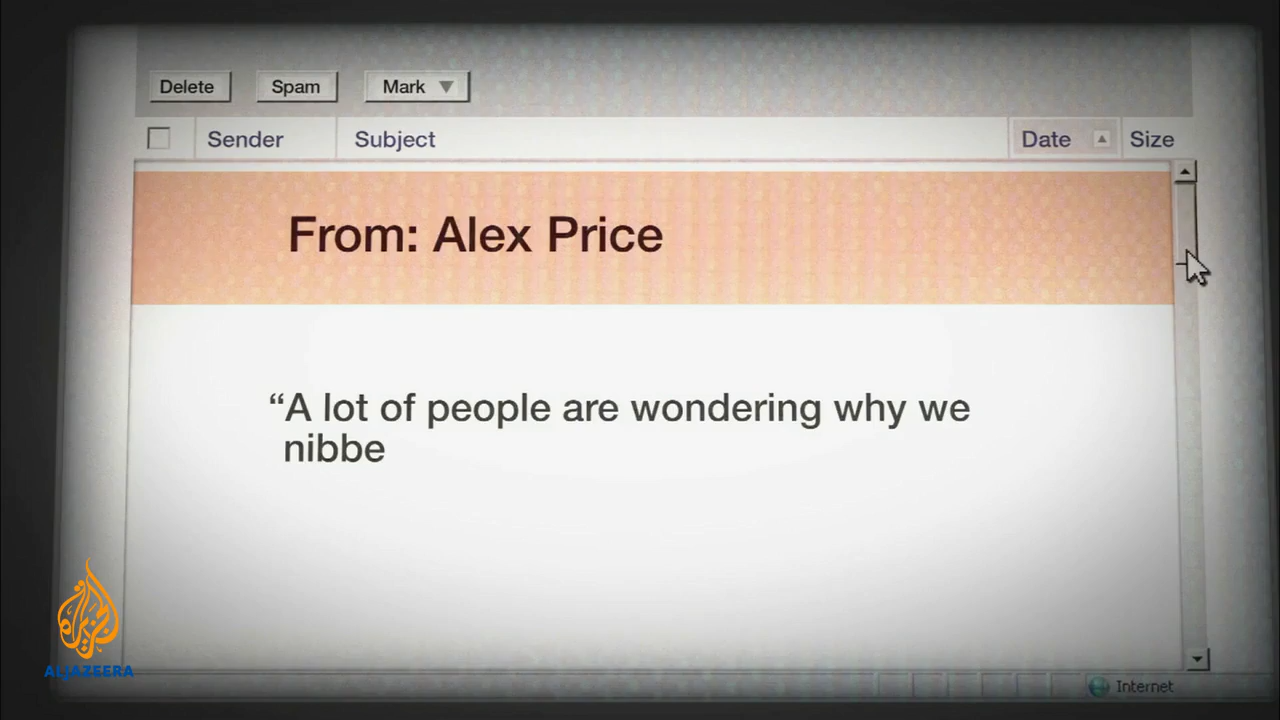 Delete Spam Mark
Sender Subject Date Size
From: Alex Price
“A lot of people are wondering why we
nibbe
ALJAZEERA
Internet